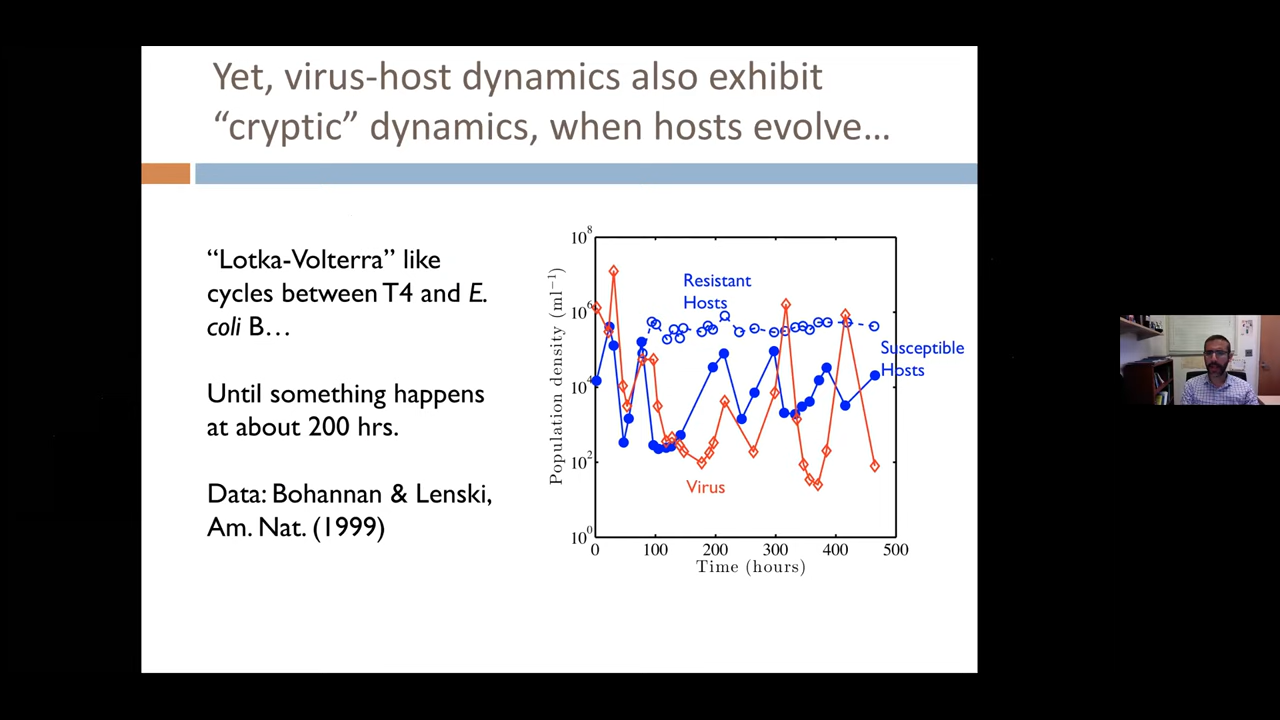 Yet, virus-host dynamics also exhibit
“cryptic” dynamics, when hosts evolve…
“Lotka-Volterra” like
cycles between T4 and E.
coli B…
Until something happens
at about 200 hrs.
Data: Bohannan & Lenski,
Am. Nat. (1999)
Population density (ml⁻¹)
10⁸
10⁶
10⁴
10²
10⁰
Resistant
Hosts
Susceptible
Hosts
Virus
0 100 200 300 400 500
Time (hours)